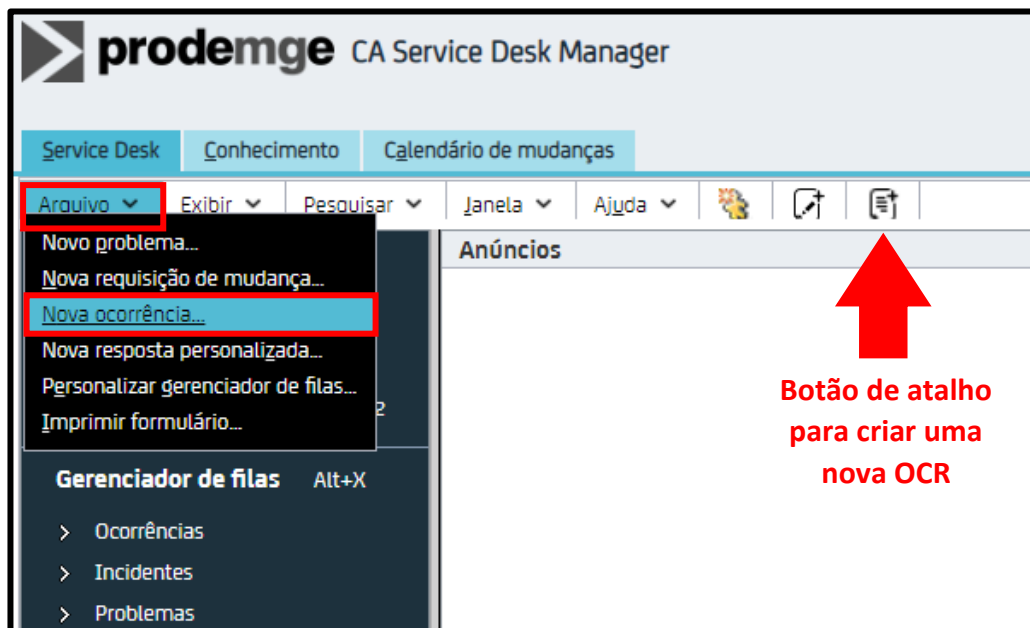 prodemge CA Service Desk Manager
Service Desk Conhecimento Calendário de mudanças
Arquivo Exibir Pesquisar Janela Ajuda
Novo problema...
Anúncios
Nova requisição de mudança...
Nova ocorrência...
Nova resposta personalizada...
Personalizar gerenciador de filas...
Imprimir formulário...
2
Botão de atalho
para criar uma
nova OCR
Gerenciador de filas Alt+X
Ocorrências
Incidentes
Problemas